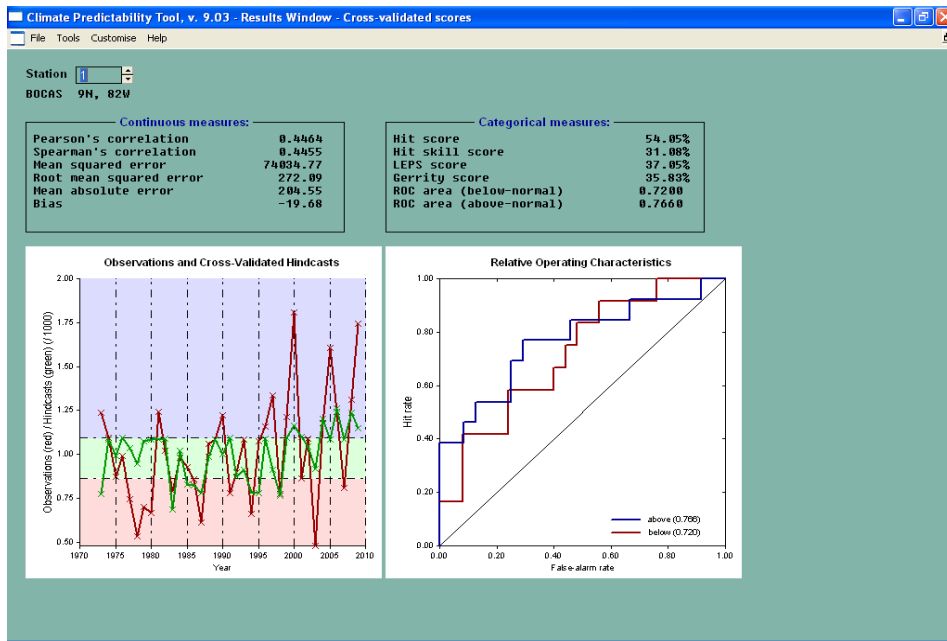 Climate Predictability Tool, v. 9.03 - Results Window - Cross-validated scores
File Tools Customise Help
Station 1
BOCAS 9N, 82W
Continuous measures:
Pearson's correlation 0.4464
Spearman's correlation 0.4455
Mean squared error 74034.77
Root mean squared error 272.09
Mean absolute error 204.55
Bias -19.68
Categorical measures:
Hit score 54.05%
Hit skill score 31.08%
LEPS score 37.05%
Gerrity score 35.83%
ROC area (below-normal) 0.7200
ROC area (above-normal) 0.7660
Observations and Cross-Validated Hindcasts
Observations (red) / Hindcasts (green) (/ 1000)
2.00
1.75
1.50
1.25
1.00
0.75
0.50
1970 1975 1980 1985 1990 1995 2000 2005 2010
Year
Relative Operating Characteristics
Hit rate
1.00
0.80
0.60
0.40
0.20
0.00
above (0.766)
below (0.720)
0.00 0.20 0.40 0.60 0.80 1.00
False-alarm rate